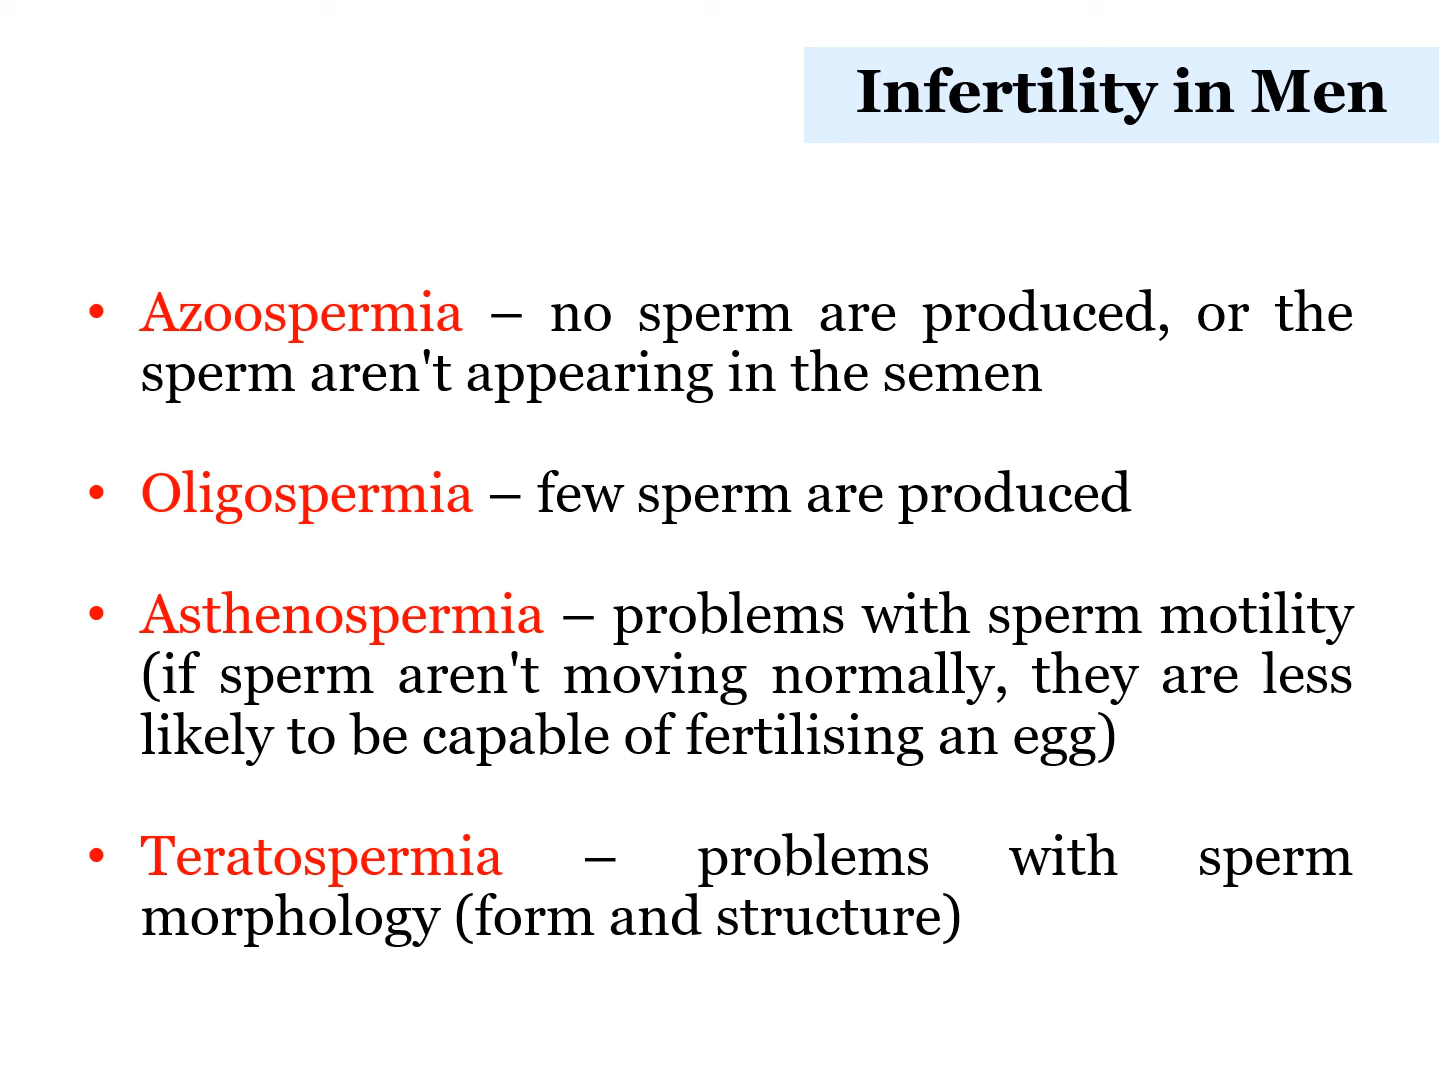 Infertility in Men
• Azoospermia – no sperm are produced, or the
sperm aren't appearing in the semen
• Oligospermia – few sperm are produced
• Asthenospermia – problems with sperm motility
(if sperm aren't moving normally, they are less
likely to be capable of fertilising an egg)
• Teratospermia – problems with sperm
morphology (form and structure)